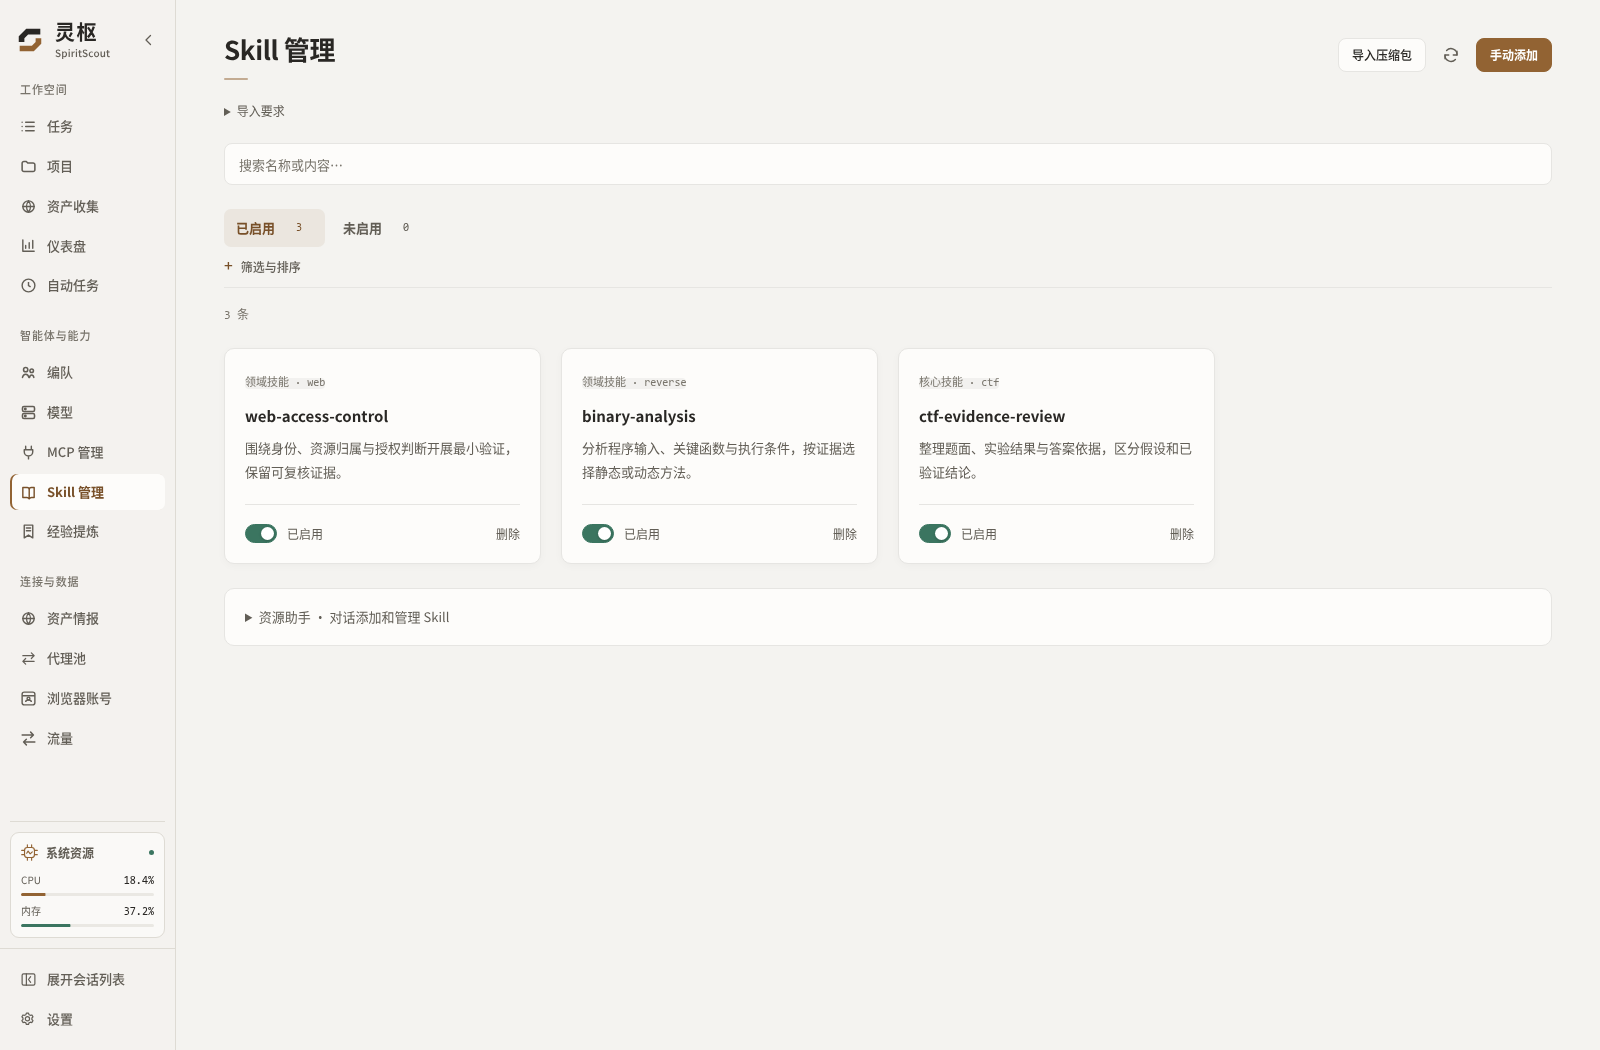 灵枢
SpiritScout
工作空间
任务
项目
资产收集
仪表盘
自动任务
智能体与能力
编队
模型
MCP 管理
Skill 管理
经验提炼
连接与数据
资产情报
代理池
浏览器账号
流量
系统资源
CPU 18.4%
内存 37.2%
展开会话列表
设置
Skill 管理
导入压缩包
手动添加
导入要求
搜索名称或内容…
已启用 3 未启用 0
+ 筛选与排序
3 条
领域技能 · web
web-access-control
围绕身份、资源归属与授权判断开展最小验证，
保留可复核证据。
已启用 删除
领域技能 · reverse
binary-analysis
分析程序输入、关键函数与执行条件，按证据选
择静态或动态方法。
已启用 删除
核心技能 · ctf
ctf-evidence-review
整理题面、实验结果与答案依据，区分假设和已
验证结论。
已启用 删除
资源助手 · 对话添加和管理 Skill